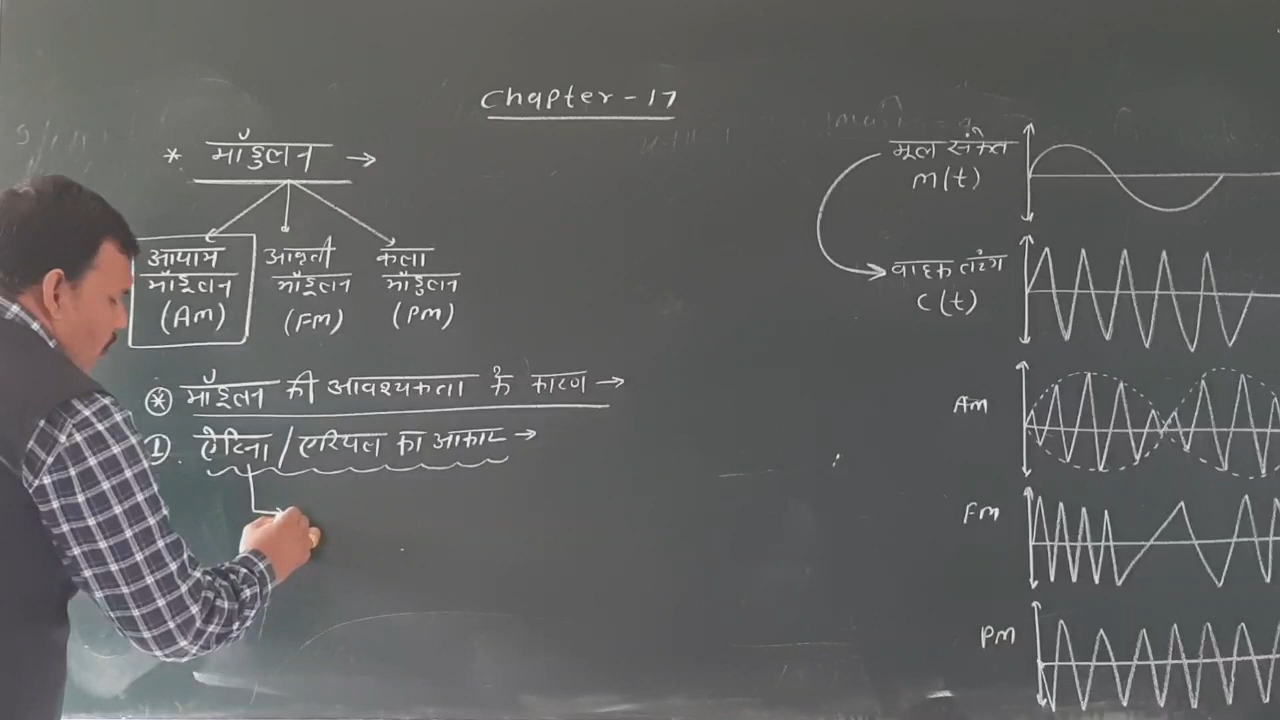 Chapter-17
* मॉडुलन →
आयाम
मॉडूलन
(Am)
आवृती
मॉडूलन
(Fm)
कला
मॉडुलन
(Pm)
* मॉडूलन की आवश्यकता के कारण →
1. ऐंटिना / एरियल का आकार →
मूल संकेत
m(t)
वाहक तंरग
C(t)
Am
Fm
Pm